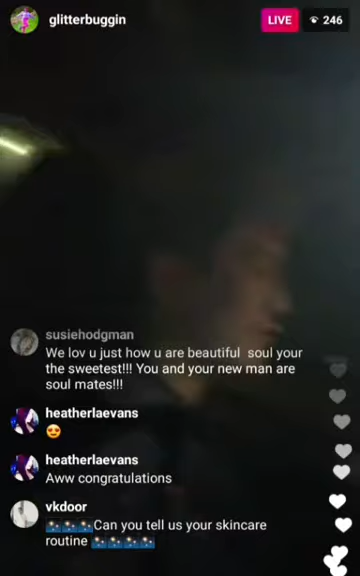 glitterbuggin
LIVE
246
susiehodgman
We lov u just how u are beautiful soul your
the sweetest!!! You and your new man are
soul mates!!!
heatherlaevans
😍
heatherlaevans
Aww congratulations
vkdoor
🌃🌃🌃Can you tell us your skincare
routine 🌃🌃🌃🌃